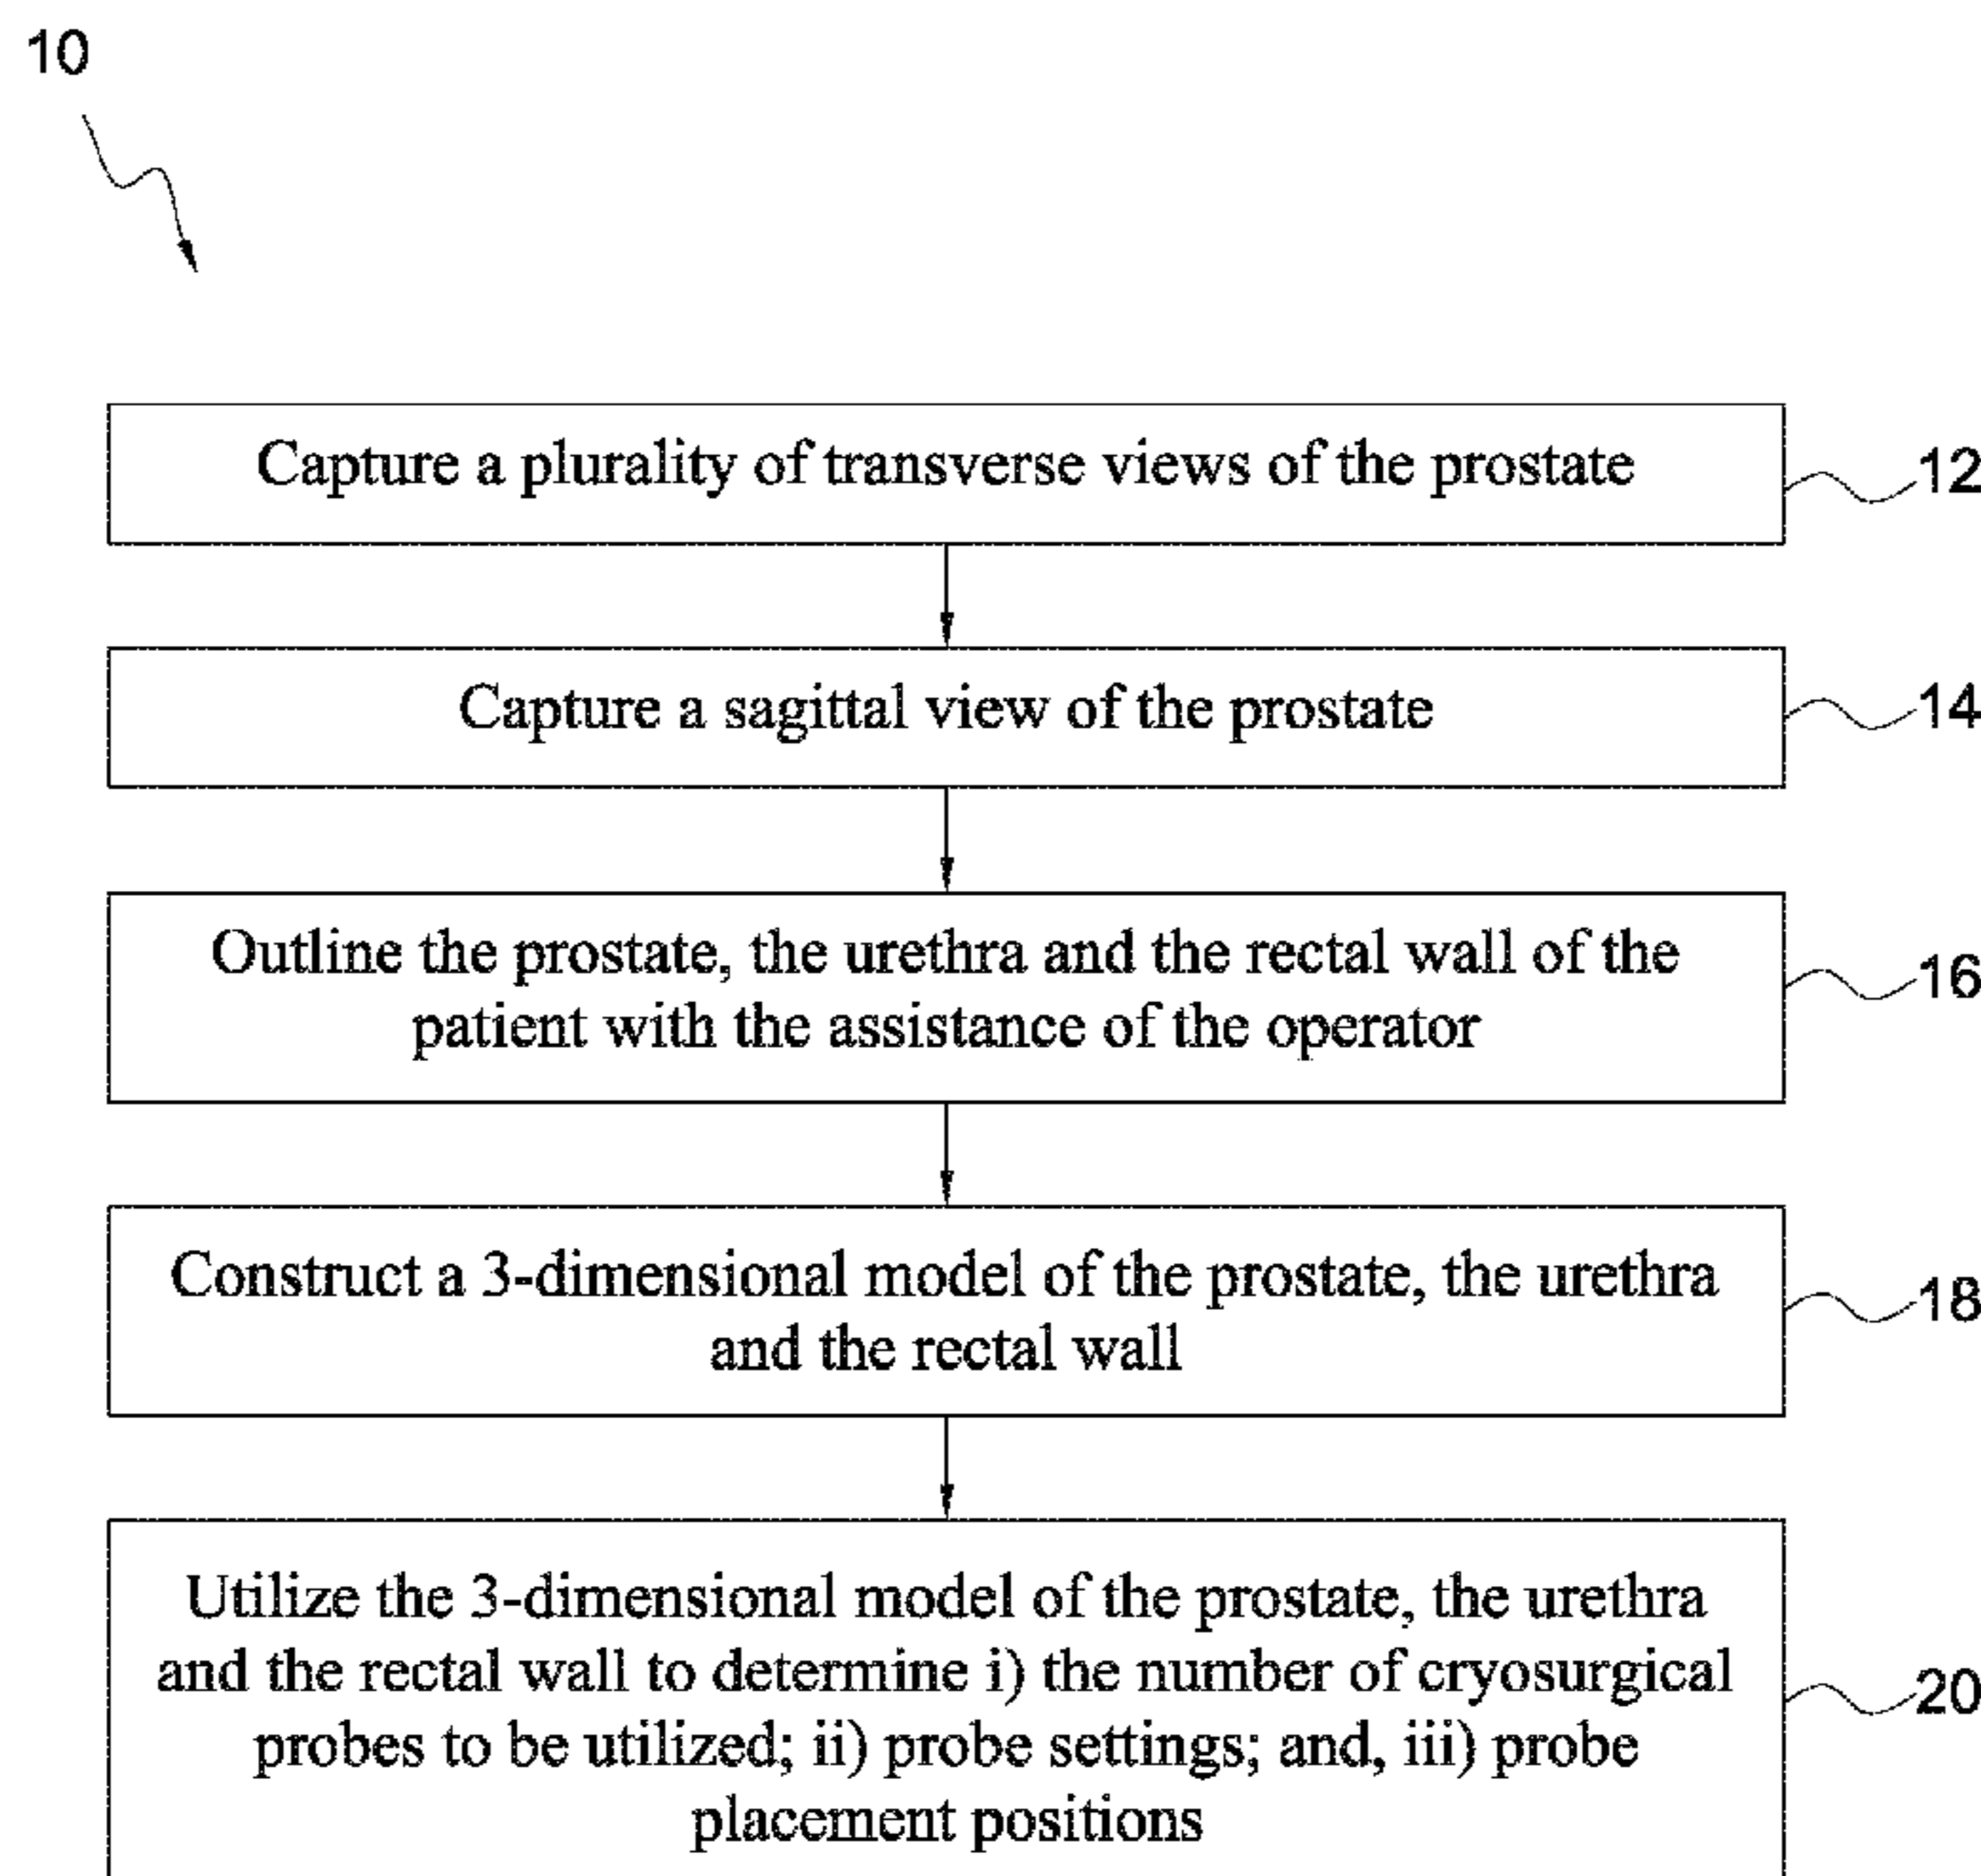 10
Capture a plurality of transverse views of the prostate
12
Capture a sagittal view of the prostate
14
Outline the prostate, the urethra and the rectal wall of the
patient with the assistance of the operator
16
Construct a 3-dimensional model of the prostate, the urethra
and the rectal wall
18
Utilize the 3-dimensional model of the prostate, the urethra
and the rectal wall to determine i) the number of cryosurgical
probes to be utilized; ii) probe settings; and, iii) probe
placement positions
20